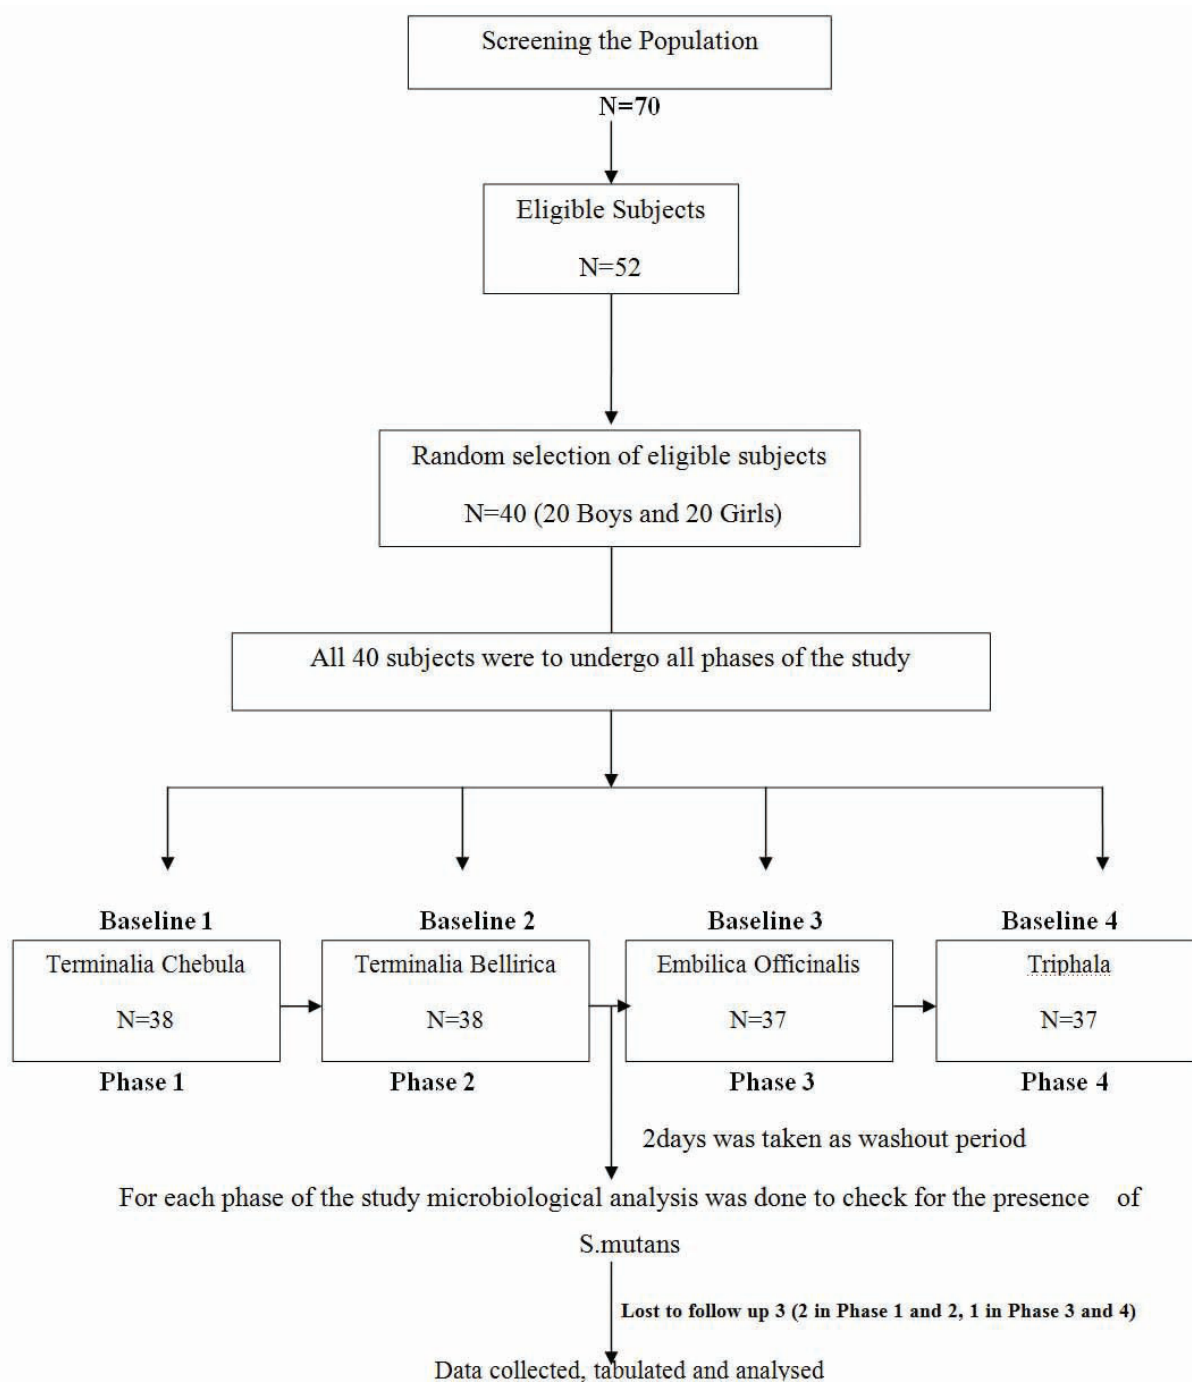 Screening the Population
N=70
Eligible Subjects
N=52
Random selection of eligible subjects
N=40 (20 Boys and 20 Girls)
All 40 subjects were to undergo all phases of the study
Baseline 1
Baseline 2
Baseline 3
Baseline 4
Terminalia Chebula
N=38
Terminalia Bellirica
N=38
Embilica Officinalis
N=37
Triphala
N=37
Phase 1
Phase 2
Phase 3
Phase 4
2days was taken as washout period
For each phase of the study microbiological analysis was done to check for the presence of
S.mutans
Lost to follow up 3 (2 in Phase 1 and 2, 1 in Phase 3 and 4)
Data collected, tabulated and analysed